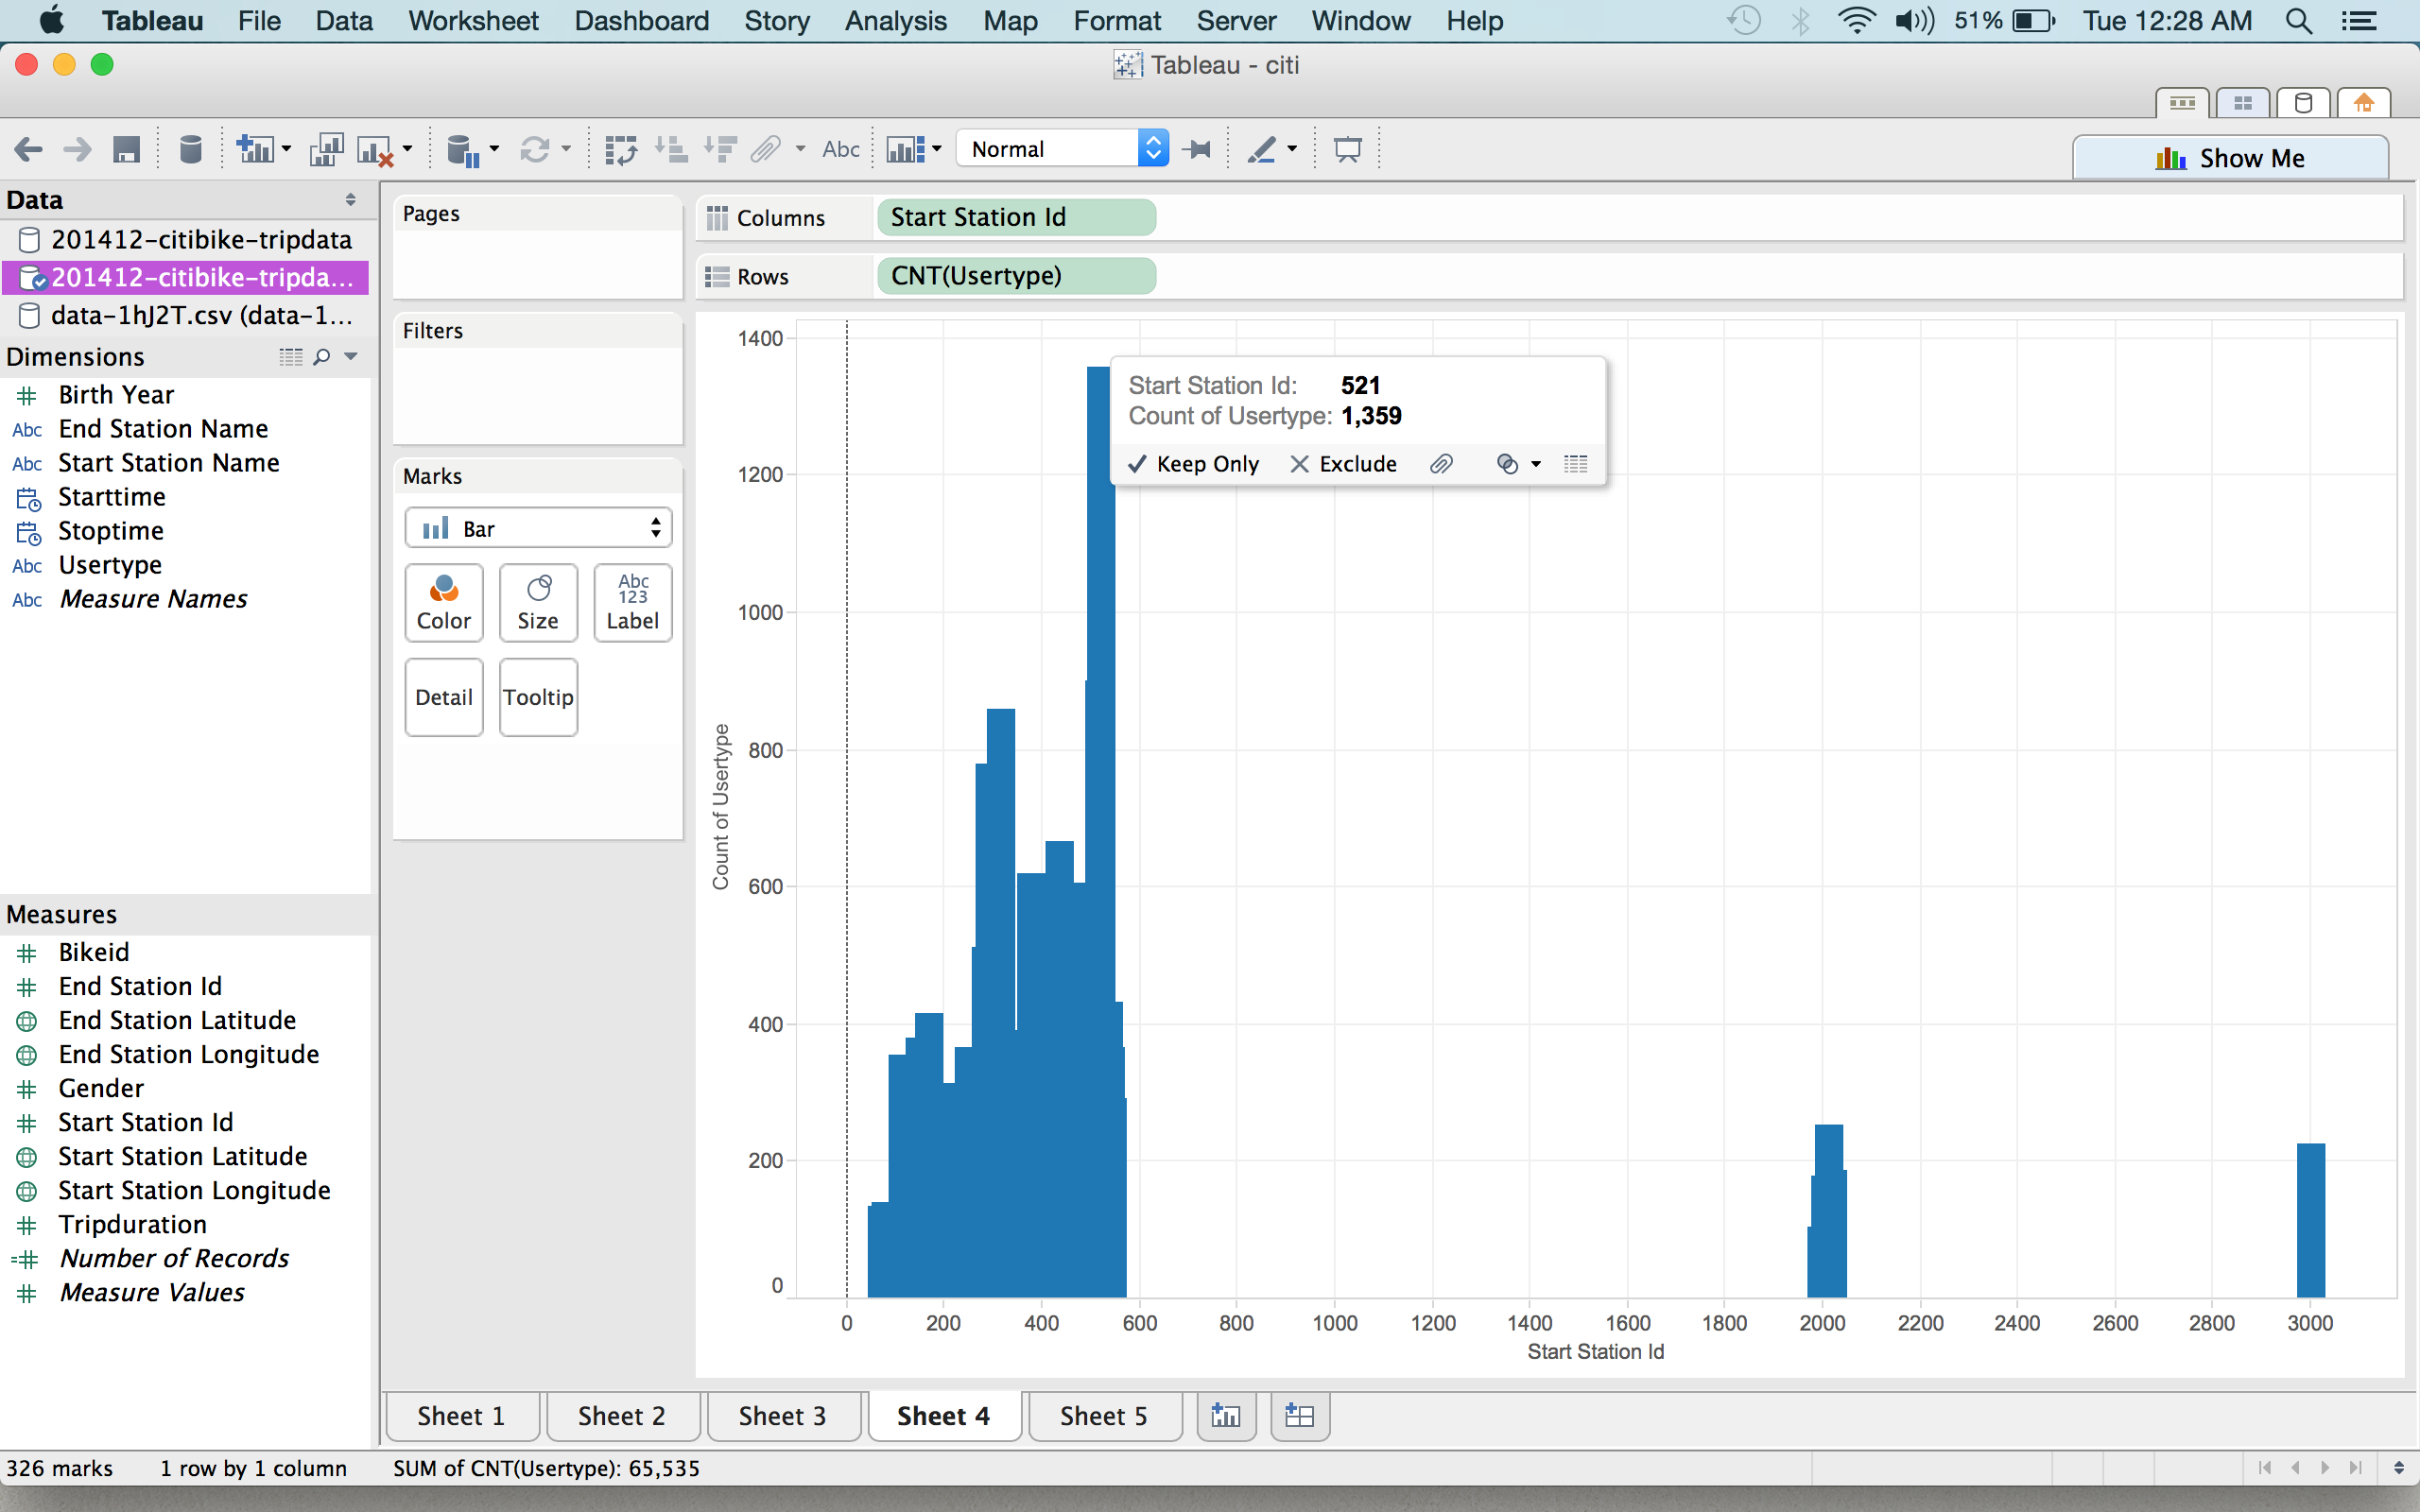 Tableau File Data Worksheet Dashboard Story Analysis Map Format Server Window Help 51% Tue 12:28 AM
Tableau - citi
Abc Normal Show Me
Data
201412-citibike-tripdata
201412-citibike-tripda...
data-1hJ2T.csv (data-1...
Dimensions
Birth Year
Abc End Station Name
Abc Start Station Name
Starttime
Stoptime
Abc Usertype
Abc Measure Names
Measures
Bikeid
End Station Id
End Station Latitude
End Station Longitude
Gender
Start Station Id
Start Station Latitude
Start Station Longitude
Tripduration
=# Number of Records
Measure Values
Pages
Filters
Marks
Bar
Color
Size
Abc
123
Label
Detail
Tooltip
Columns Start Station Id
Rows CNT(Usertype)
1400
1200
1000
800
600
400
200
0
Count of Usertype
Start Station Id: 521
Count of Usertype: 1,359
Keep Only Exclude
0 200 400 600 800 1000 1200 1400 1600 1800 2000 2200 2400 2600 2800 3000
Start Station Id
Sheet 1 Sheet 2 Sheet 3 Sheet 4 Sheet 5
326 marks 1 row by 1 column SUM of CNT(Usertype): 65,535